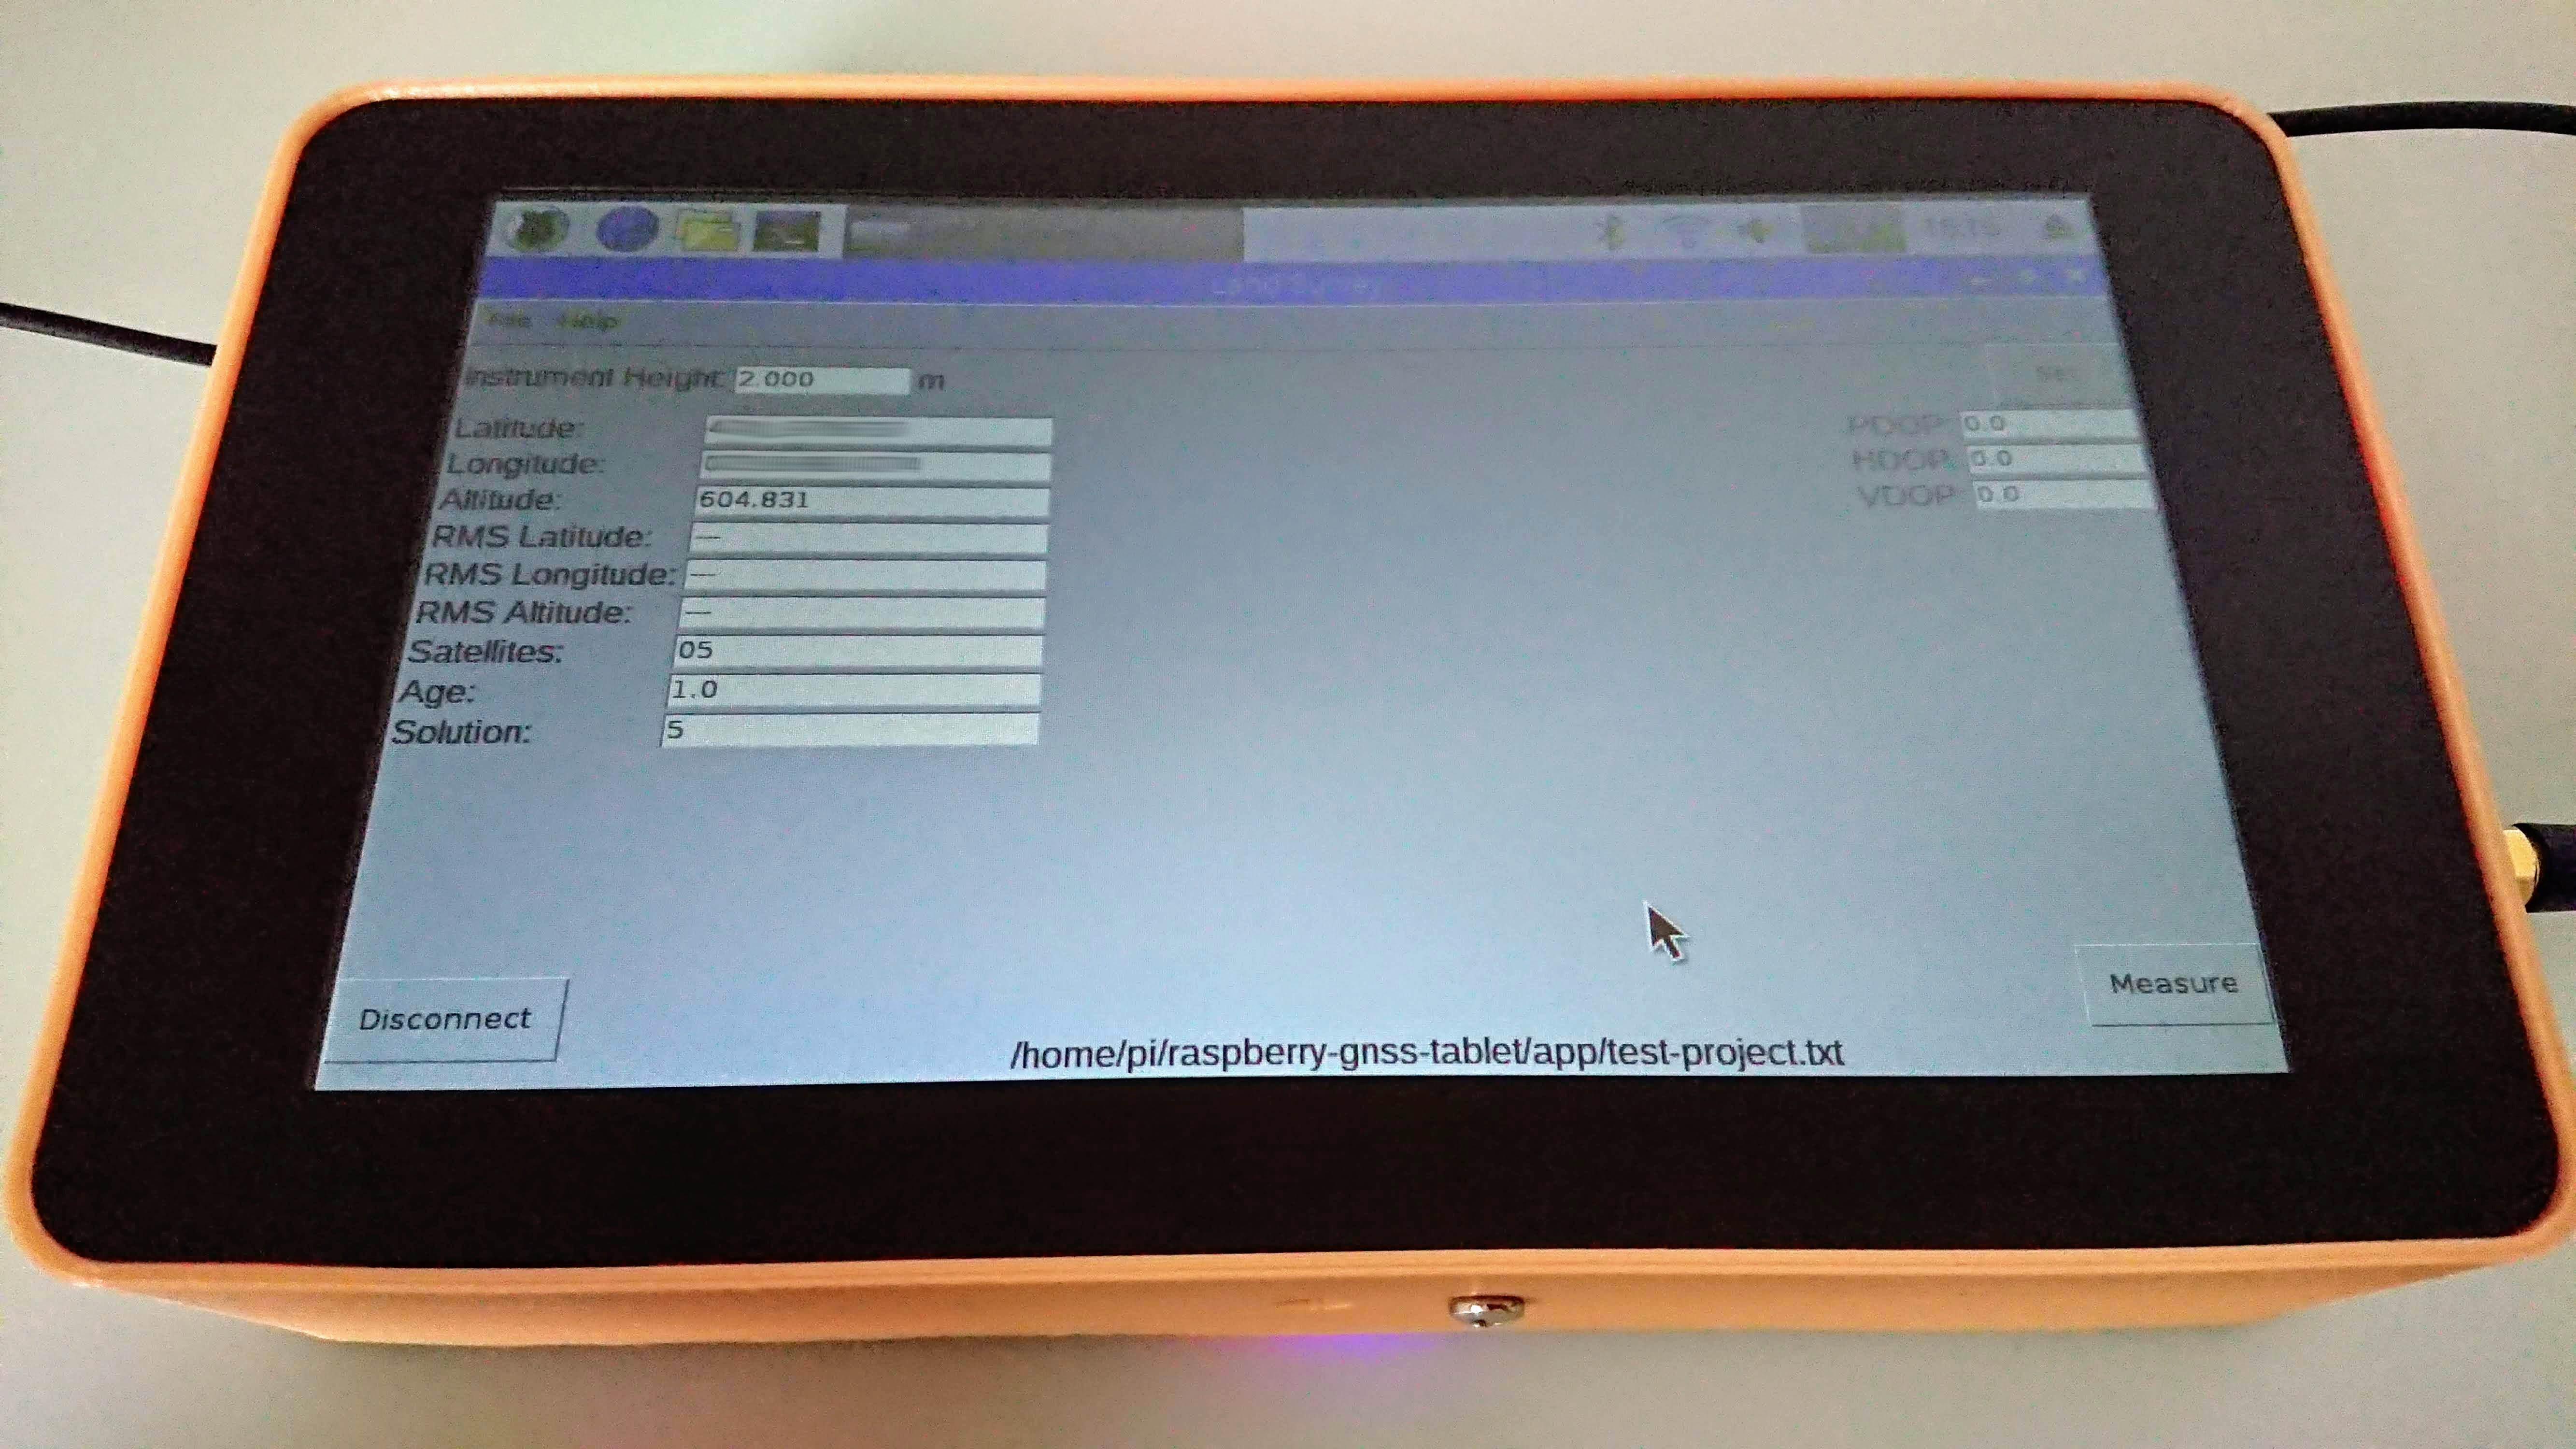 Land Survey
File Help
Instrument Height: 2.000 m
Latitude:
Longitude:
Altitude: 604.831
RMS Latitude: ---
RMS Longitude: ---
RMS Altitude: ---
Satellites: 05
Age: 1.0
Solution: 5
PDOP: 0.0
HDOP: 0.0
VDOP: 0.0
Disconnect
Measure
/home/pi/raspberry-gnss-tablet/app/test-project.txt